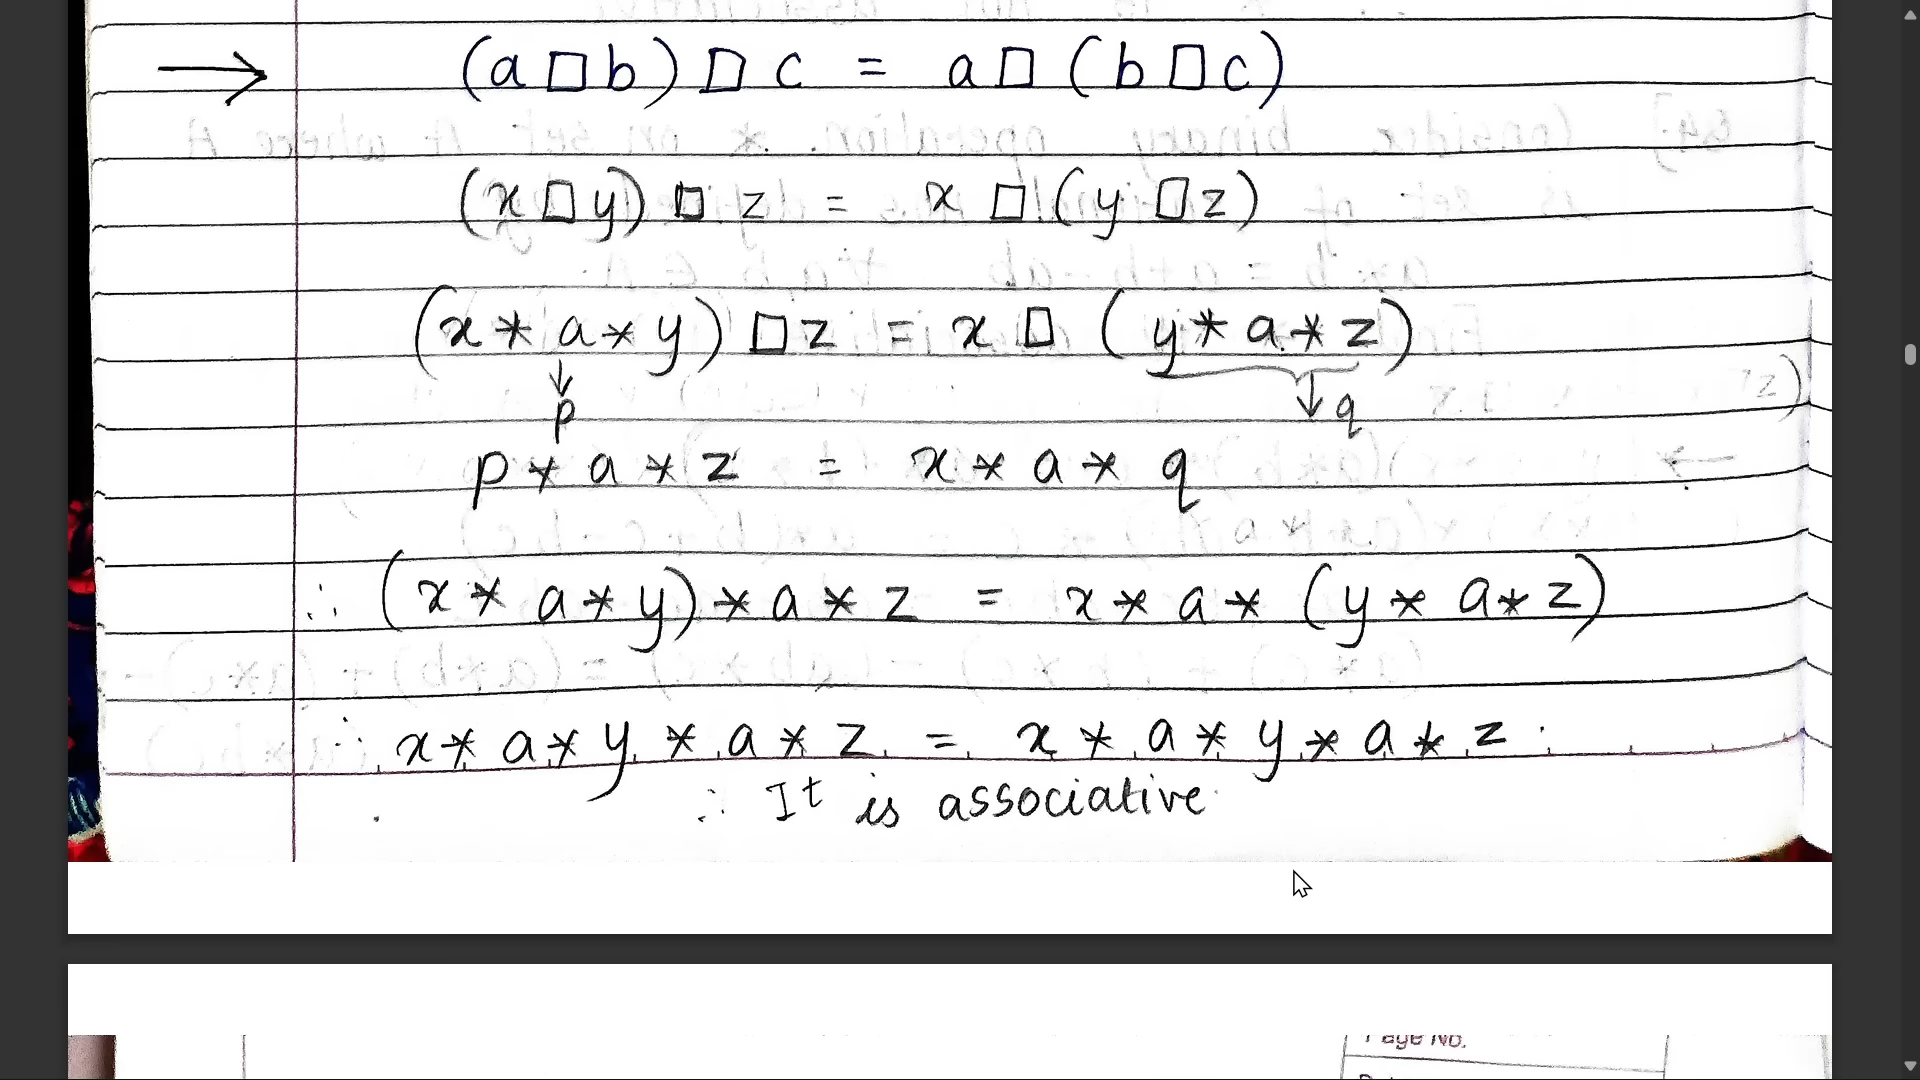 → (a □ b) □ c = a □ (b □ c)
(x □ y) □ z = x □ (y □ z)
(x * a * y) □ z = x □ (y * a * z)
↓ p ↓ q
p * a * z = x * a * q
∴ (x * a * y) * a * z = x * a * (y * a * z)
∴ x * a * y * a * z = x * a * y * a * z
∴ It is associative
Page No.